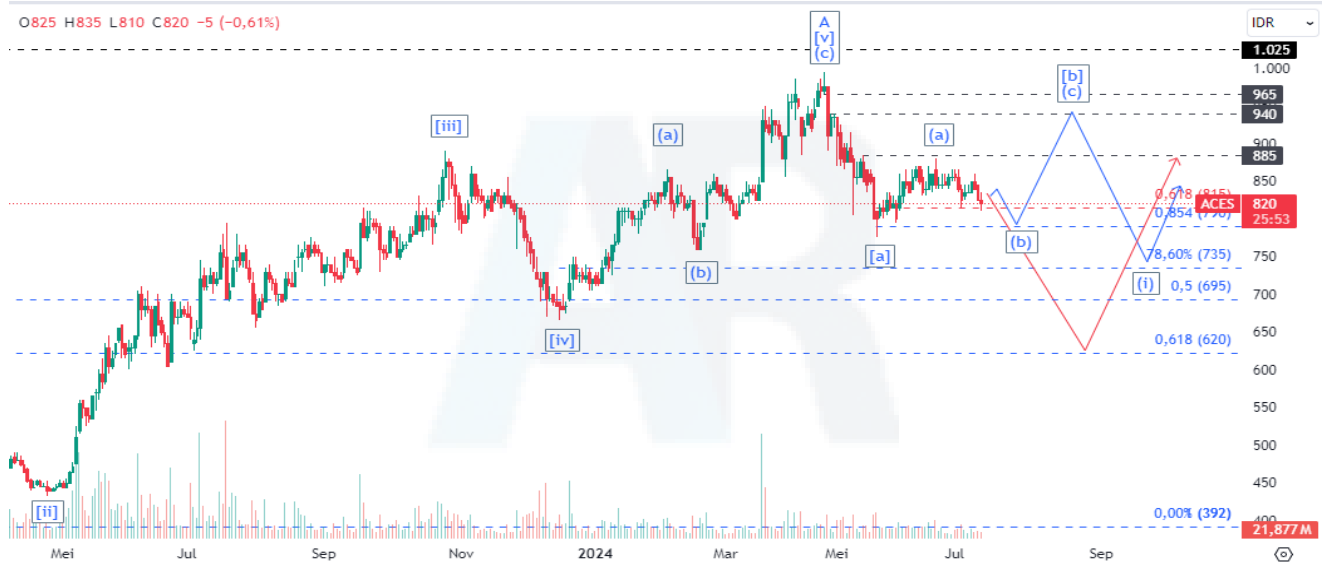 O825 H835 L810 C820 −5 (−0,61%)
IDR
A
[v]
(c)
1.025
1.000
[b]
(c)
965
940
[iii]
(a)
(a)
900
885
850
0,618 (815)
ACES 820
25:53
0,854 (790)
(b)
(b)
[a]
78,60% (735)
750
(i)
0,5 (695)
700
650
[iv]
0,618 (620)
600
550
500
450
[ii]
0,00% (392)
400
21,877M
Mei Jul Sep Nov 2024 Mar Mei Jul Sep
AR